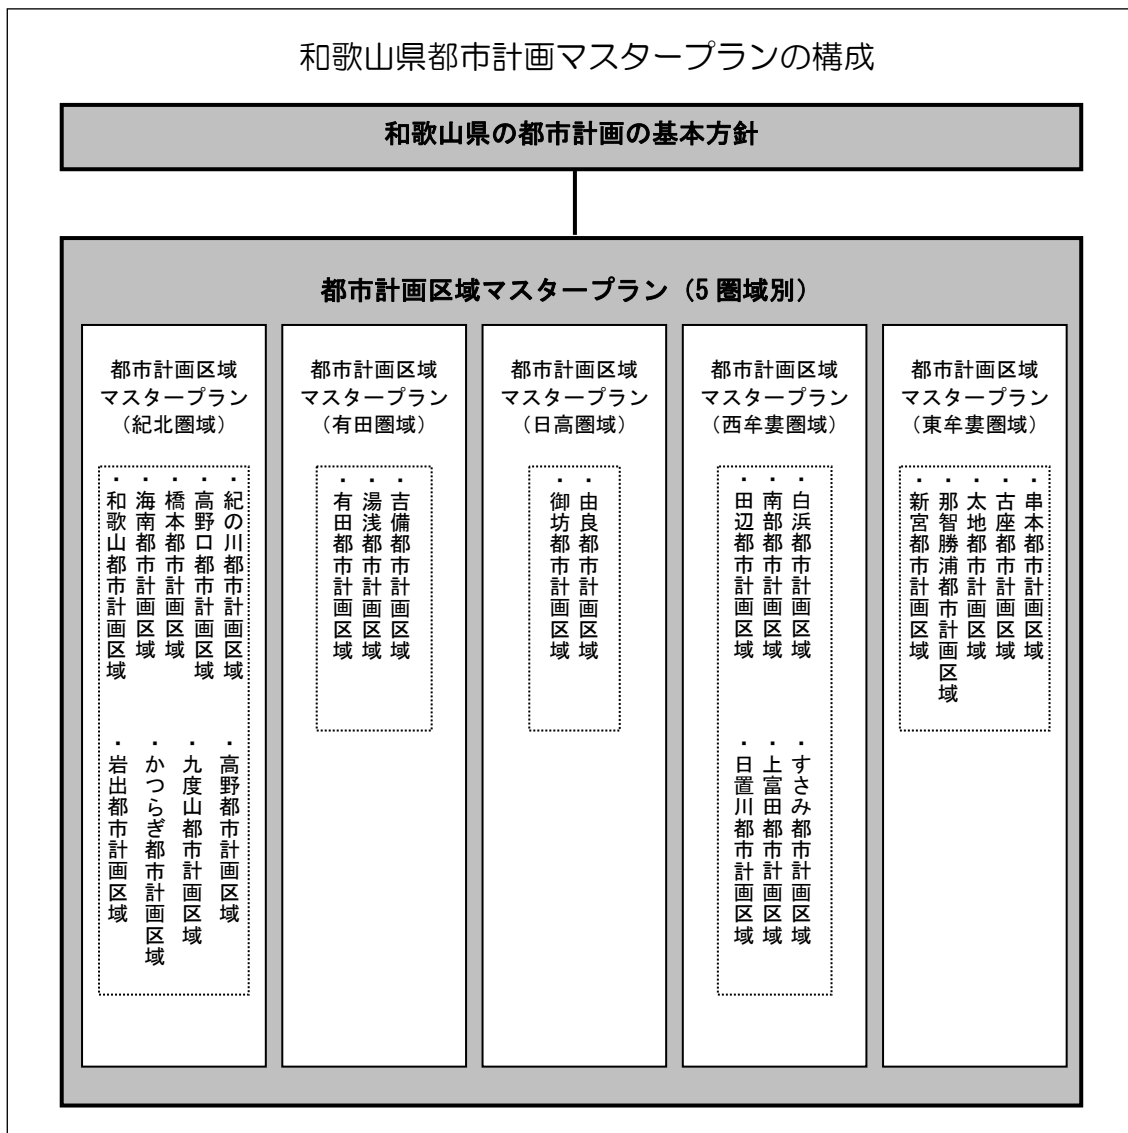 和歌山県都市計画マスタープランの構成
和歌山県の都市計画の基本方針
都市計画区域マスタープラン（5圏域別）
都市計画区域
マスタープラン
（紀北圏域）
・和歌山都市計画区域
・海南都市計画区域
・橋本都市計画区域
・高野口都市計画区域
・紀の川都市計画区域
・岩出都市計画区域
・かつらぎ都市計画区域
・九度山都市計画区域
・高野都市計画区域
都市計画区域
マスタープラン
（有田圏域）
・有田都市計画区域
・湯浅都市計画区域
・吉備都市計画区域
都市計画区域
マスタープラン
（日高圏域）
・御坊都市計画区域
・由良都市計画区域
都市計画区域
マスタープラン
（西牟婁圏域）
・田辺都市計画区域
・南部都市計画区域
・白浜都市計画区域
・日置川都市計画区域
・上富田都市計画区域
・すさみ都市計画区域
都市計画区域
マスタープラン
（東牟婁圏域）
・新宮都市計画区域
・那智勝浦都市計画区域
・太地都市計画区域
・古座都市計画区域
・串本都市計画区域